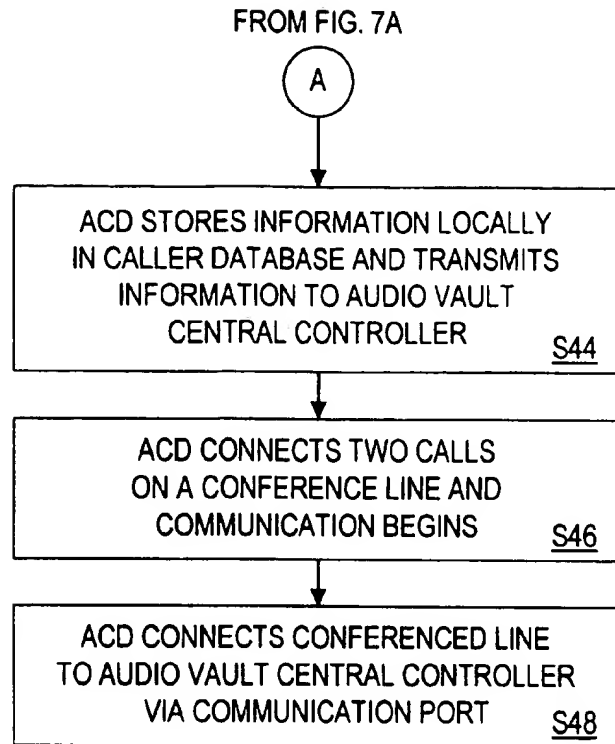 FROM FIG. 7A
A
ACD STORES INFORMATION LOCALLY
IN CALLER DATABASE AND TRANSMITS
INFORMATION TO AUDIO VAULT
CENTRAL CONTROLLER
S44
ACD CONNECTS TWO CALLS
ON A CONFERENCE LINE AND
COMMUNICATION BEGINS
S46
ACD CONNECTS CONFERENCED LINE
TO AUDIO VAULT CENTRAL CONTROLLER
VIA COMMUNICATION PORT
S48